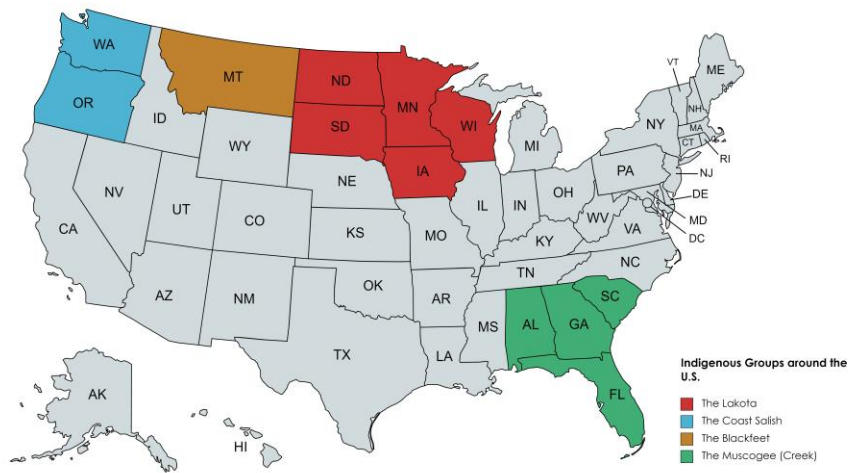 WA
MT
ND
MN
OR
ID
SD
WI
WY
MI
IA
NE
NV
UT
CO
CA
KS
MO
IL
IN
OH
KY
WV
VA
PA
NY
VT
ME
NH
MA
CT
RI
NJ
DE
MD
DC
NC
TN
SC
AZ
NM
OK
AR
MS
AL
GA
LA
TX
FL
AK
HI
Indigenous Groups around the
U.S.
The Lakota
The Coast Salish
The Blackfeet
The Muscogee (Creek)